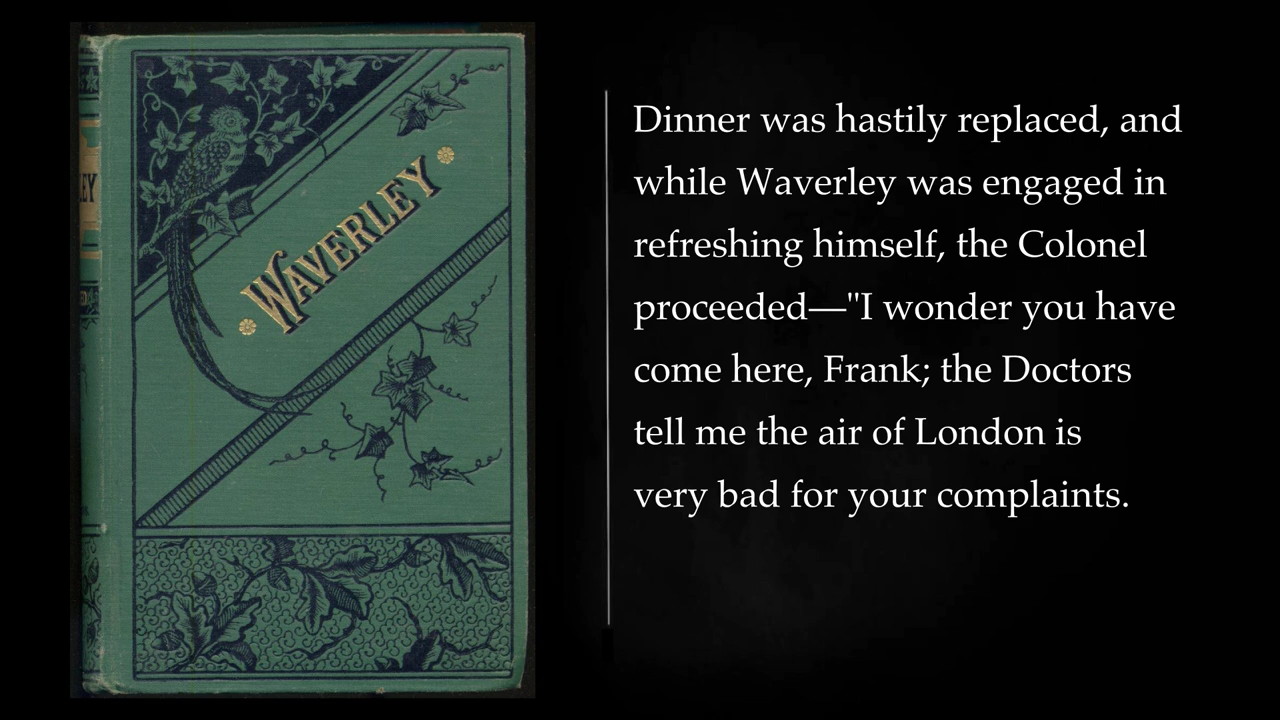 WAVERLEY
EY
Dinner was hastily replaced, and
while Waverley was engaged in
refreshing himself, the Colonel
proceeded—"I wonder you have
come here, Frank; the Doctors
tell me the air of London is
very bad for your complaints.